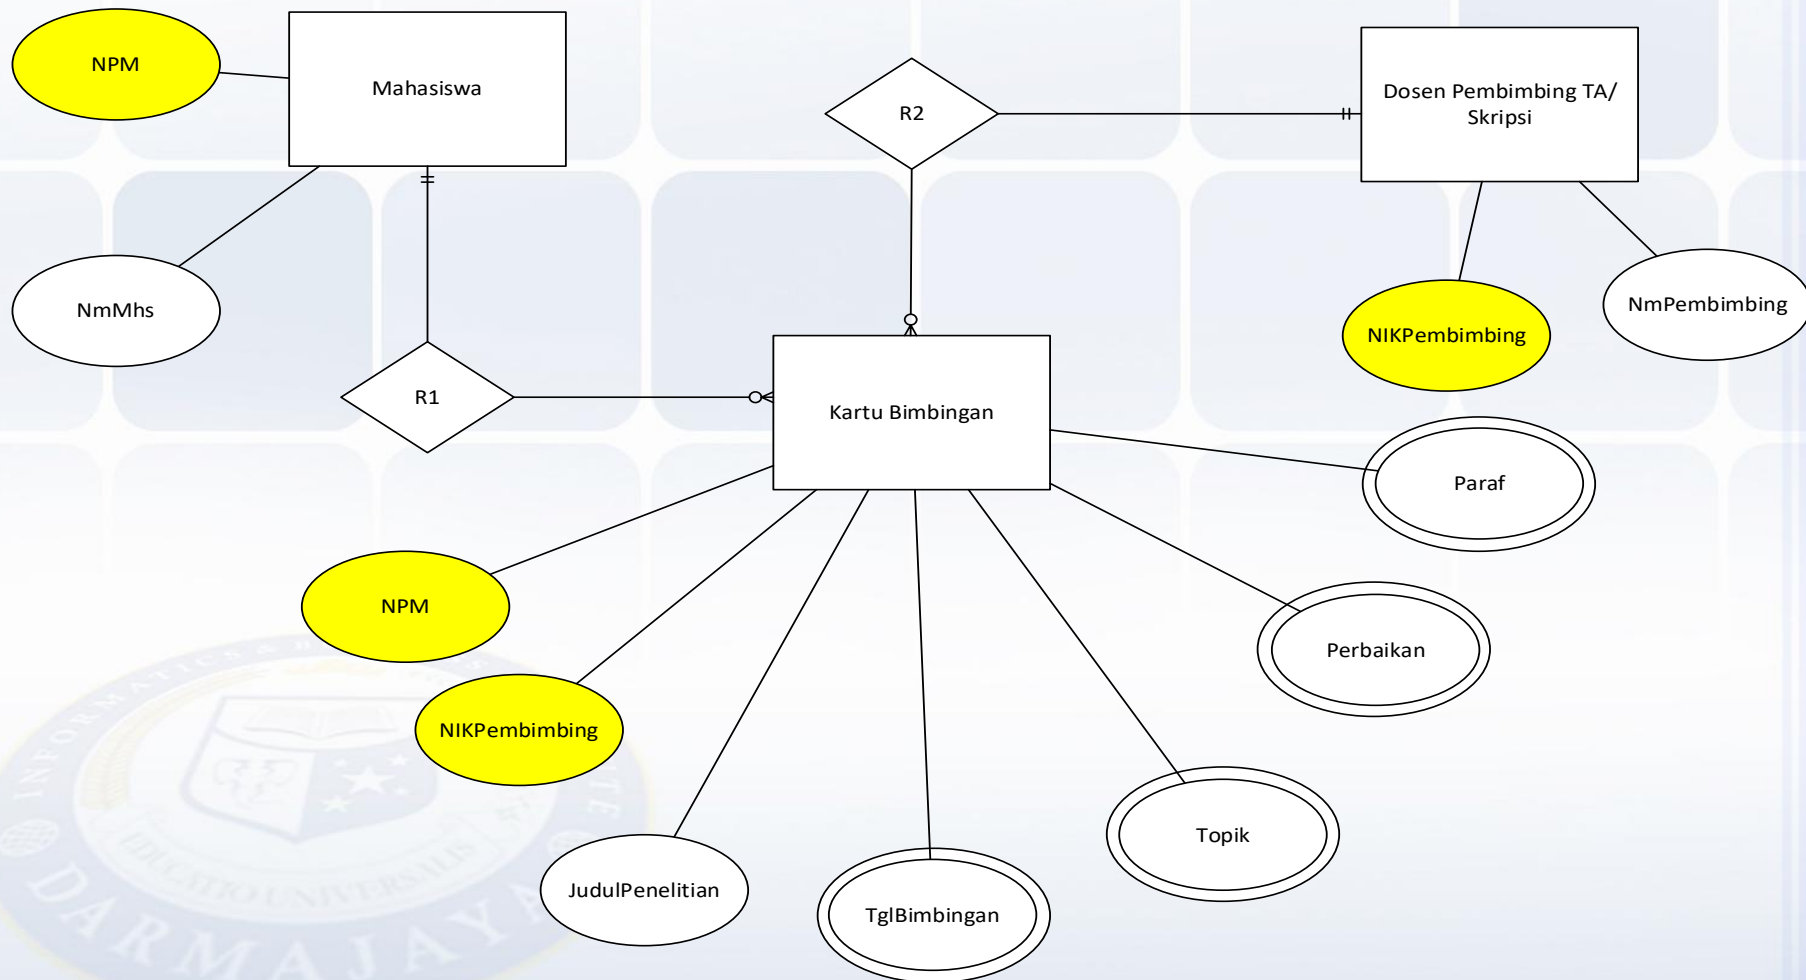 NPM
Mahasiswa
R2
Dosen Pembimbing TA/
Skripsi
NmMhs
NIKPembimbing
NmPembimbing
R1
Kartu Bimbingan
Paraf
NPM
Perbaikan
NIKPembimbing
Topik
JudulPenelitian
TglBimbingan
DARMAJAYA